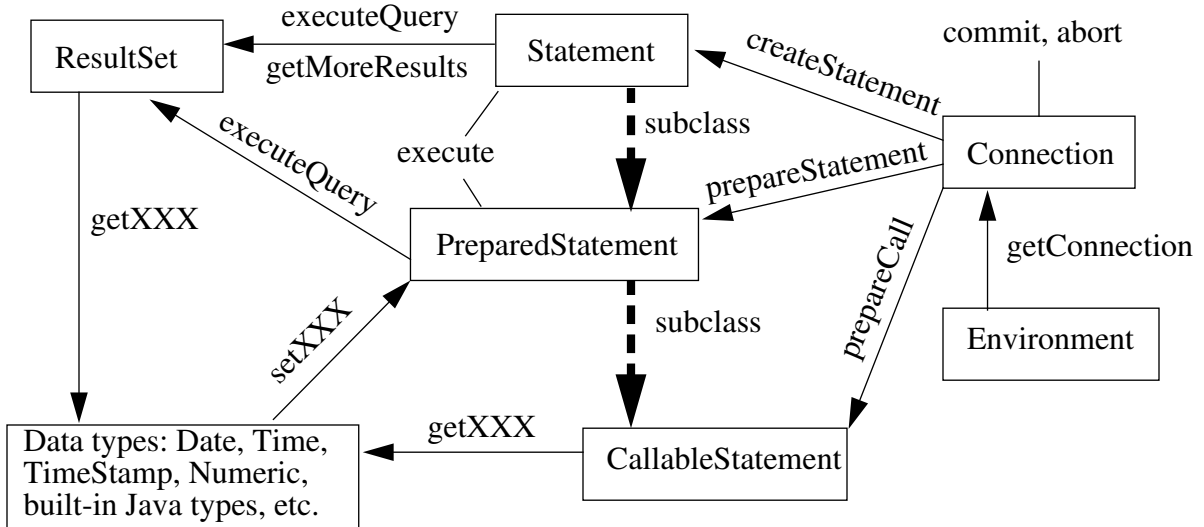 executeQuery
commit, abort
ResultSet
Statement
createStatement
getMoreResults
subclass
executeQuery
execute
Connection
prepareStatement
getXXX
PreparedStatement
getConnection
prepareCall
setXXX
subclass
Environment
getXXX
Data types: Date, Time,
TimeStamp, Numeric,
built-in Java types, etc.
CallableStatement